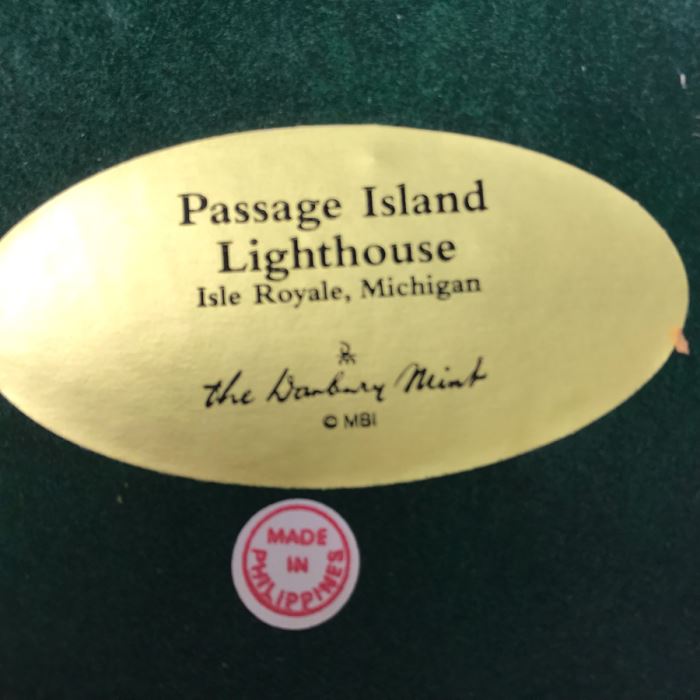 Passage Island
Lighthouse
Isle Royale, Michigan
the Danbury Mint
© MBI
MADE
IN
PHILIPPINES